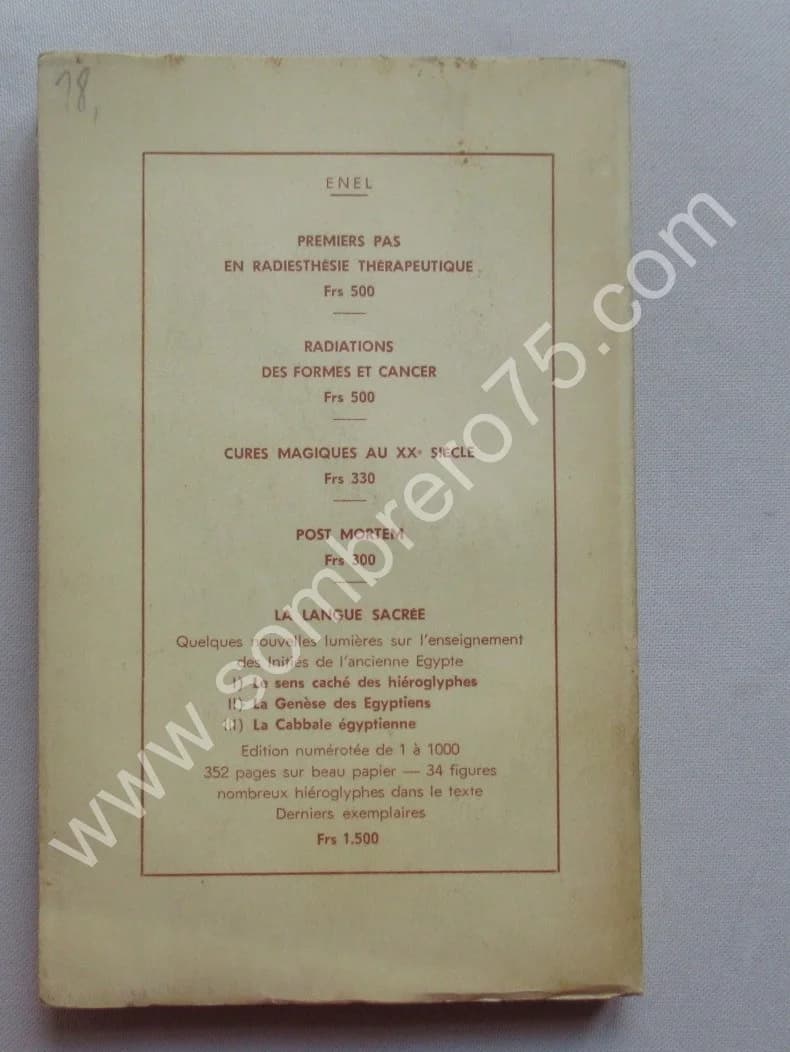 18,
ENEL
PREMIERS PAS
EN RADIESTHÉSIE THÉRAPEUTIQUE
Frs 500
RADIATIONS
DES FORMES ET CANCER
Frs 500
CURES MAGIQUES AU XXe SIECLE
Frs 330
POST MORTEM
Frs 300
LA LANGUE SACRÉE
Quelques nouvelles lumières sur l'enseignement
des Initiés de l'ancienne Egypte
I) Le sens caché des hiéroglyphes
II) La Genèse des Egyptiens
III) La Cabbale égyptienne
Edition numérotée de 1 à 1000
352 pages sur beau papier — 34 figures
nombreux hiéroglyphes dans le texte
Derniers exemplaires
Frs 1.500
www.sombrero75.com